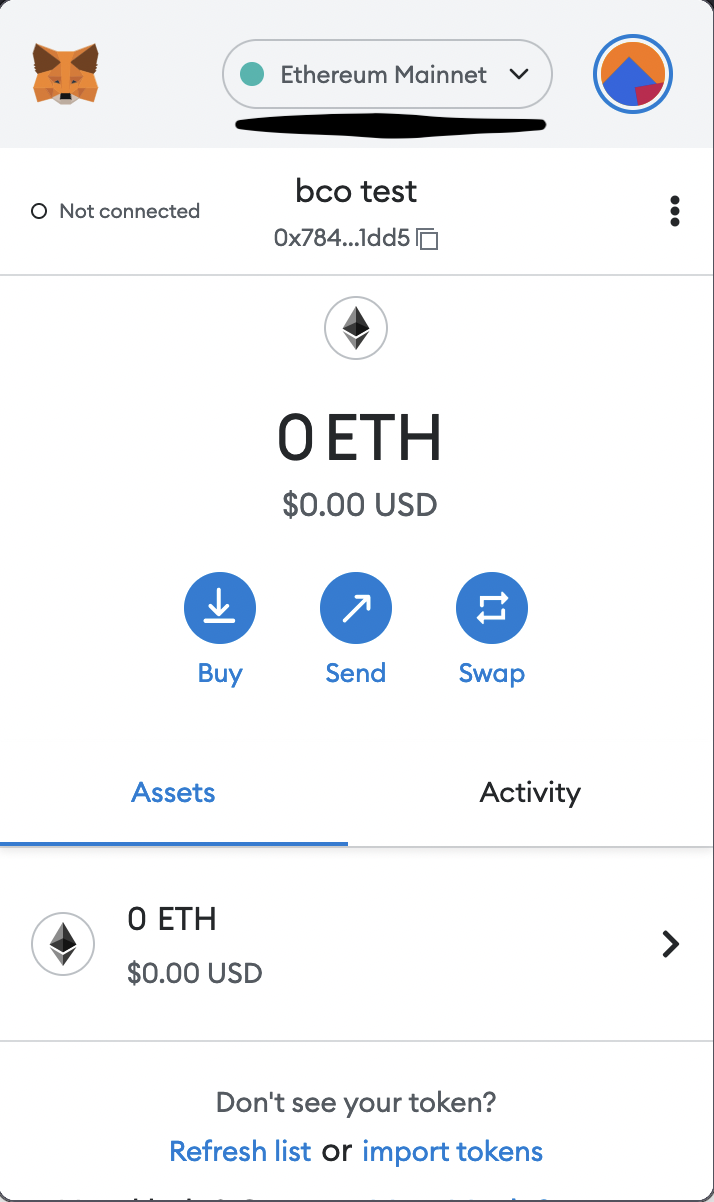 Ethereum Mainnet
Not connected
bco test
0x784...1dd5
0 ETH
$0.00 USD
Buy
Send
Swap
Assets
Activity
0 ETH
$0.00 USD
Don't see your token?
Refresh list or import tokens